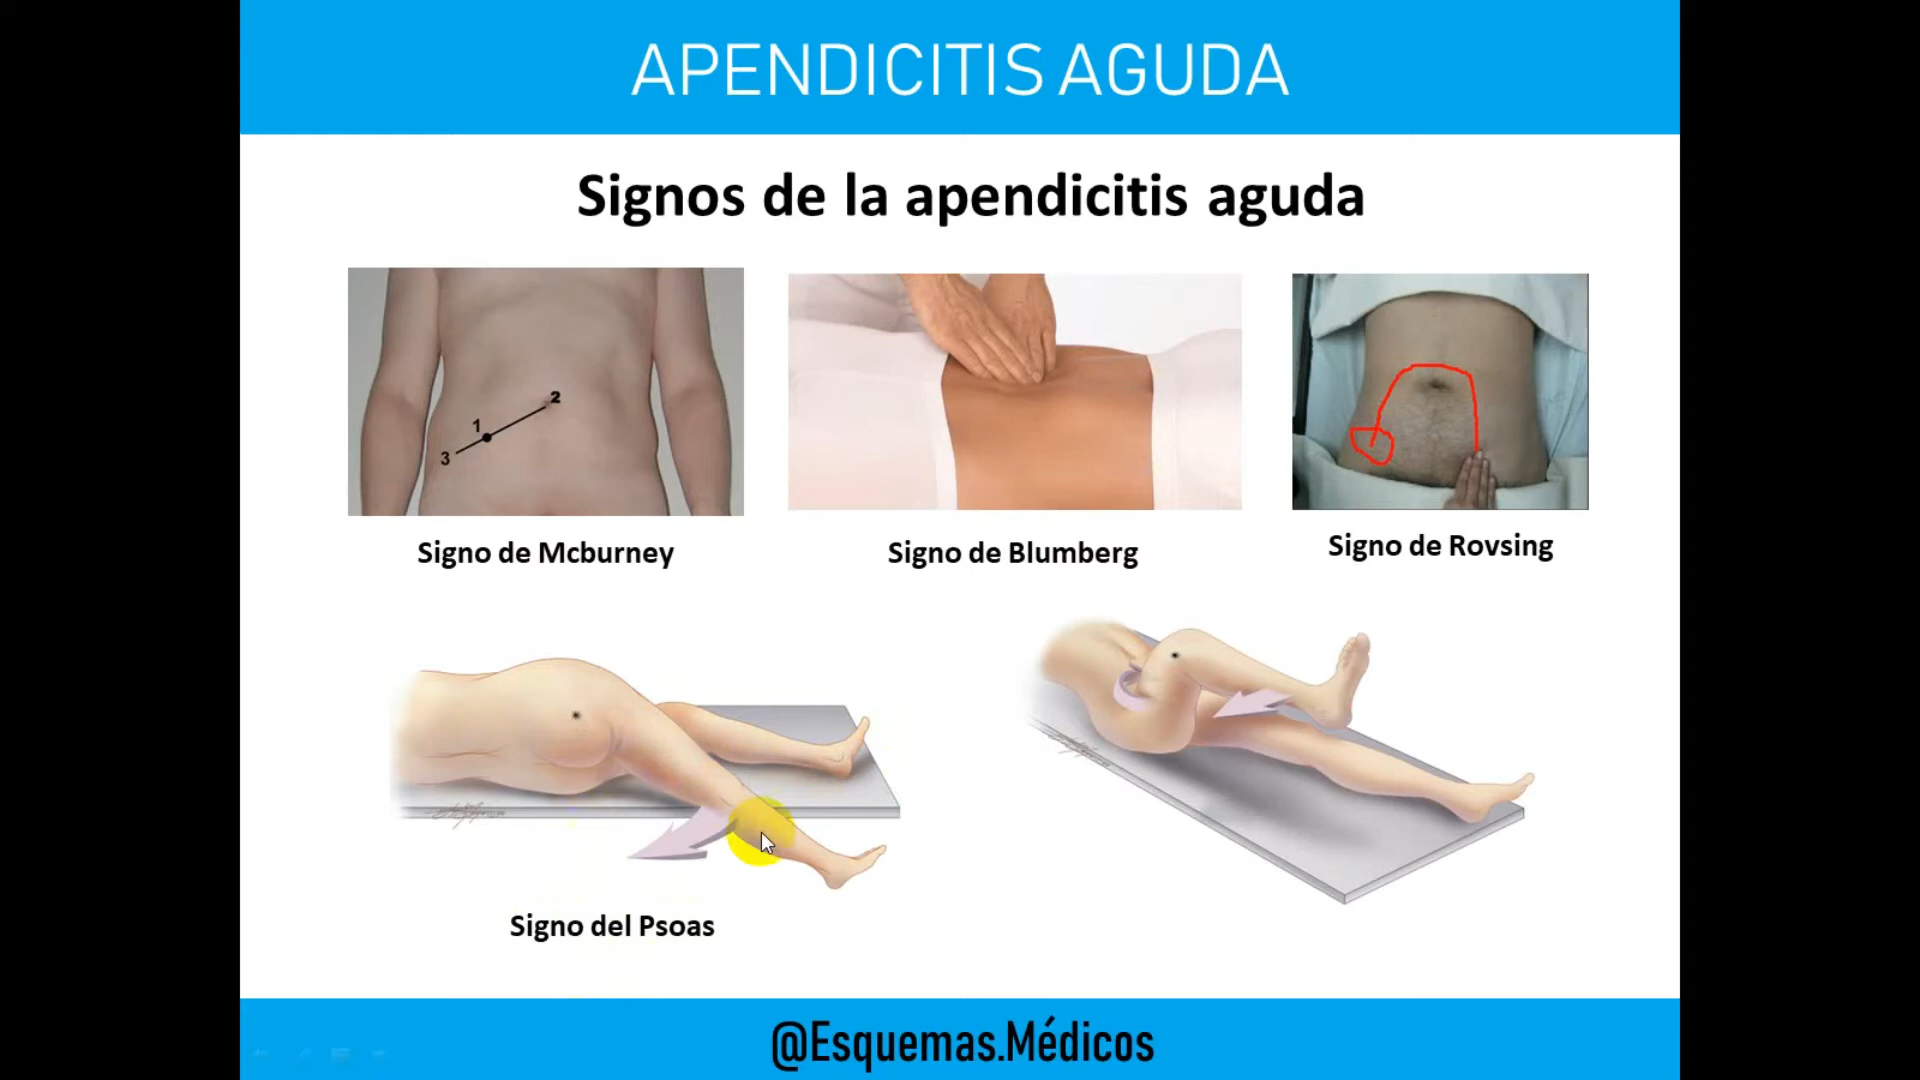 APENDICITIS AGUDA
Signos de la apendicitis aguda
2
1
3
Signo de Mcburney
Signo de Blumberg
Signo de Rovsing
Signo del Psoas
@Esquemas.Médicos